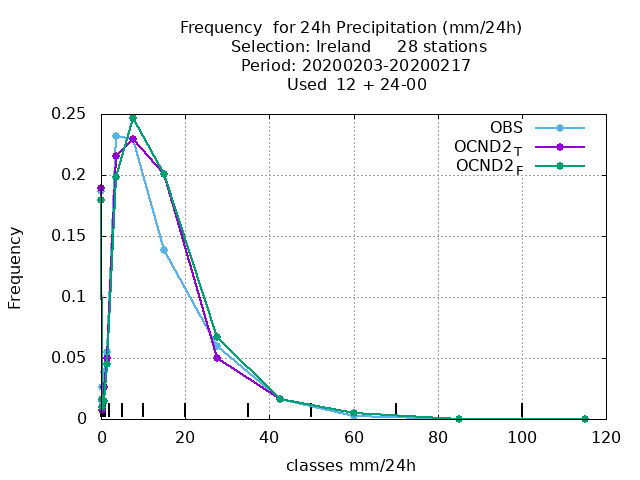 Frequency  for 24h Precipitation (mm/24h)
Selection: Ireland     28 stations
Period: 20200203-20200217
Used  12 + 24-00
OBS
OCND2T
OCND2F
0.25
0.2
0.15
0.1
0.05
0
Frequency
0 20 40 60 80 100 120
classes mm/24h